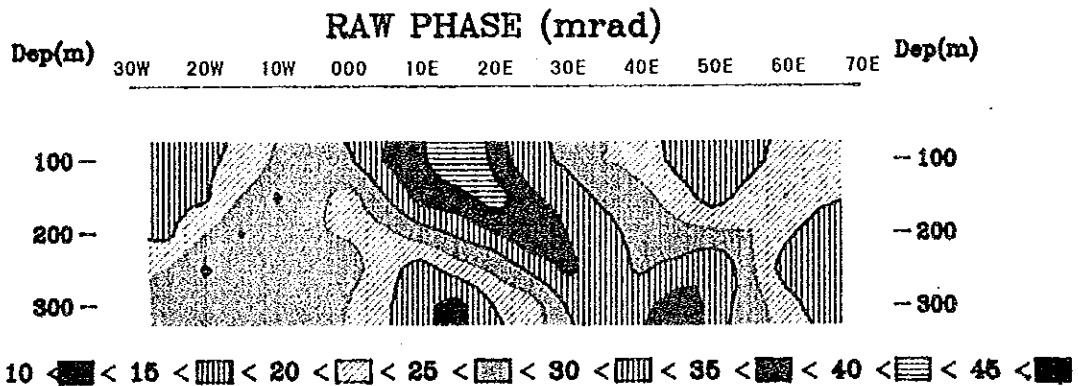 RAW PHASE (mrad)
Dep(m) Dep(m)
30W 20W 10W 000 10E 20E 30E 40E 50E 60E 70E
100 — — 100
200 — — 200
300 — — 300
10 < < 15 < < 20 < < 25 < < 30 < < 35 < < 40 < < 45 <